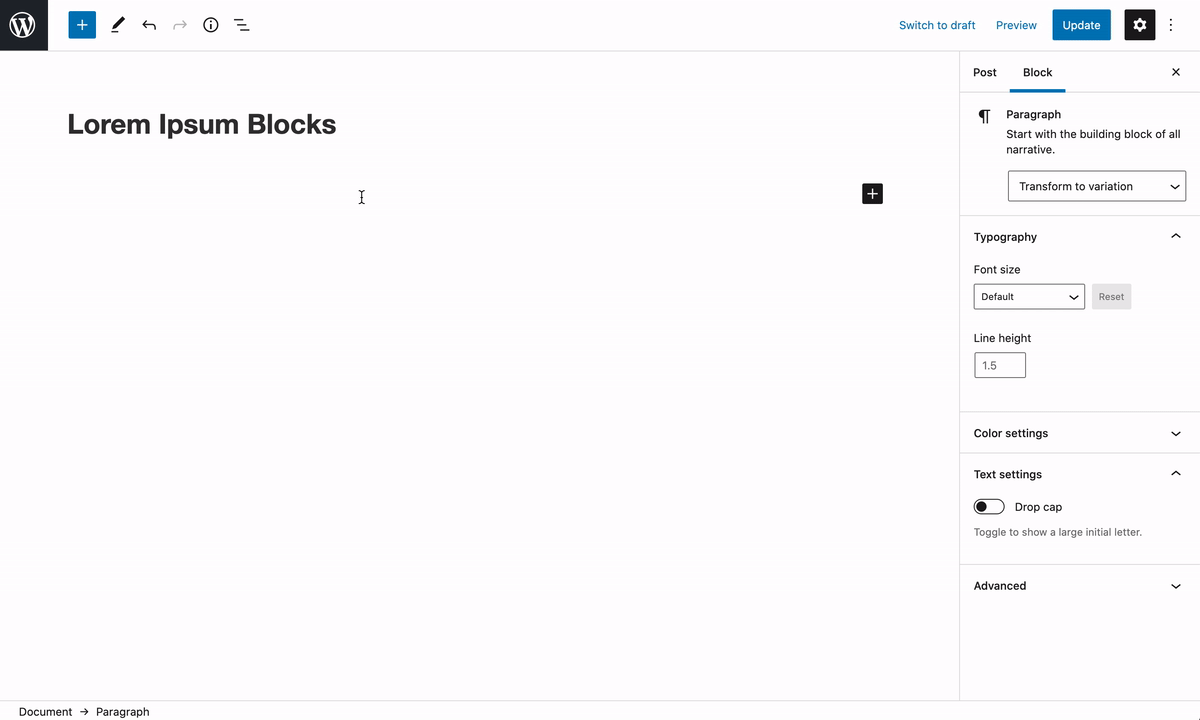 Switch to draft
Preview
Update
Post
Block
Lorem Ipsum Blocks
Paragraph
Start with the building block of all
narrative.
Transform to variation
Typography
Font size
Default
Reset
Line height
1.5
Color settings
Text settings
Drop cap
Toggle to show a large initial letter.
Advanced
Document → Paragraph